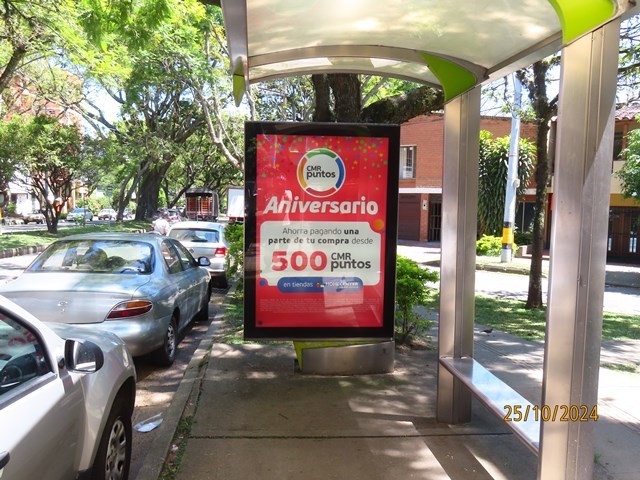 CMR
puntos
Aniversario
Ahorra pagando una
parte de tu compra desde
500 CMR
puntos
en tiendas HOMECENTER
25/10/2024